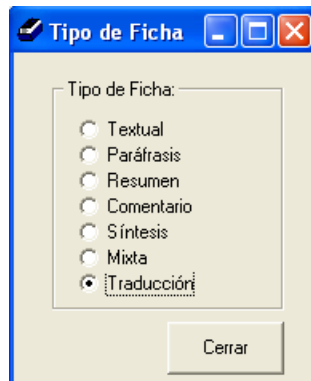 Tipo de Ficha
Tipo de Ficha:
Textual
Paráfrasis
Resumen
Comentario
Síntesis
Mixta
Traducción
Cerrar